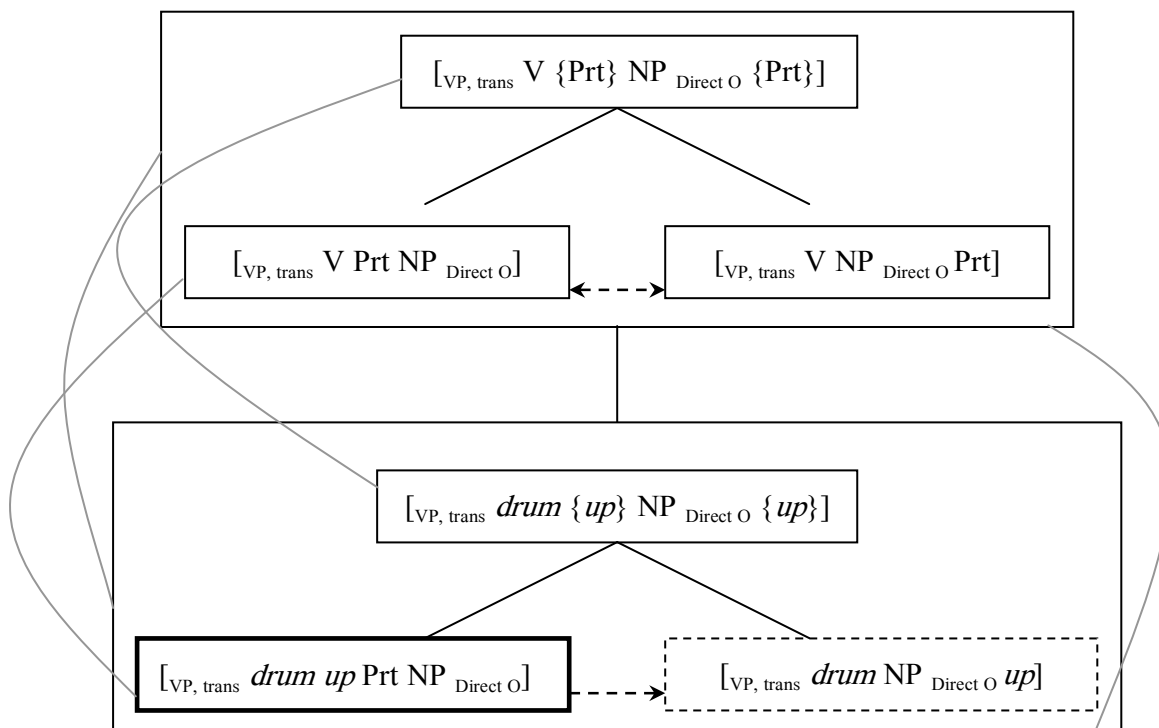 [VP, trans V {Prt} NP Direct O {Prt}]
[VP, trans V Prt NP Direct O]
[VP, trans V NP Direct O Prt]
[VP, trans drum {up} NP Direct O {up}]
[VP, trans drum up Prt NP Direct O]
[VP, trans drum NP Direct O up]